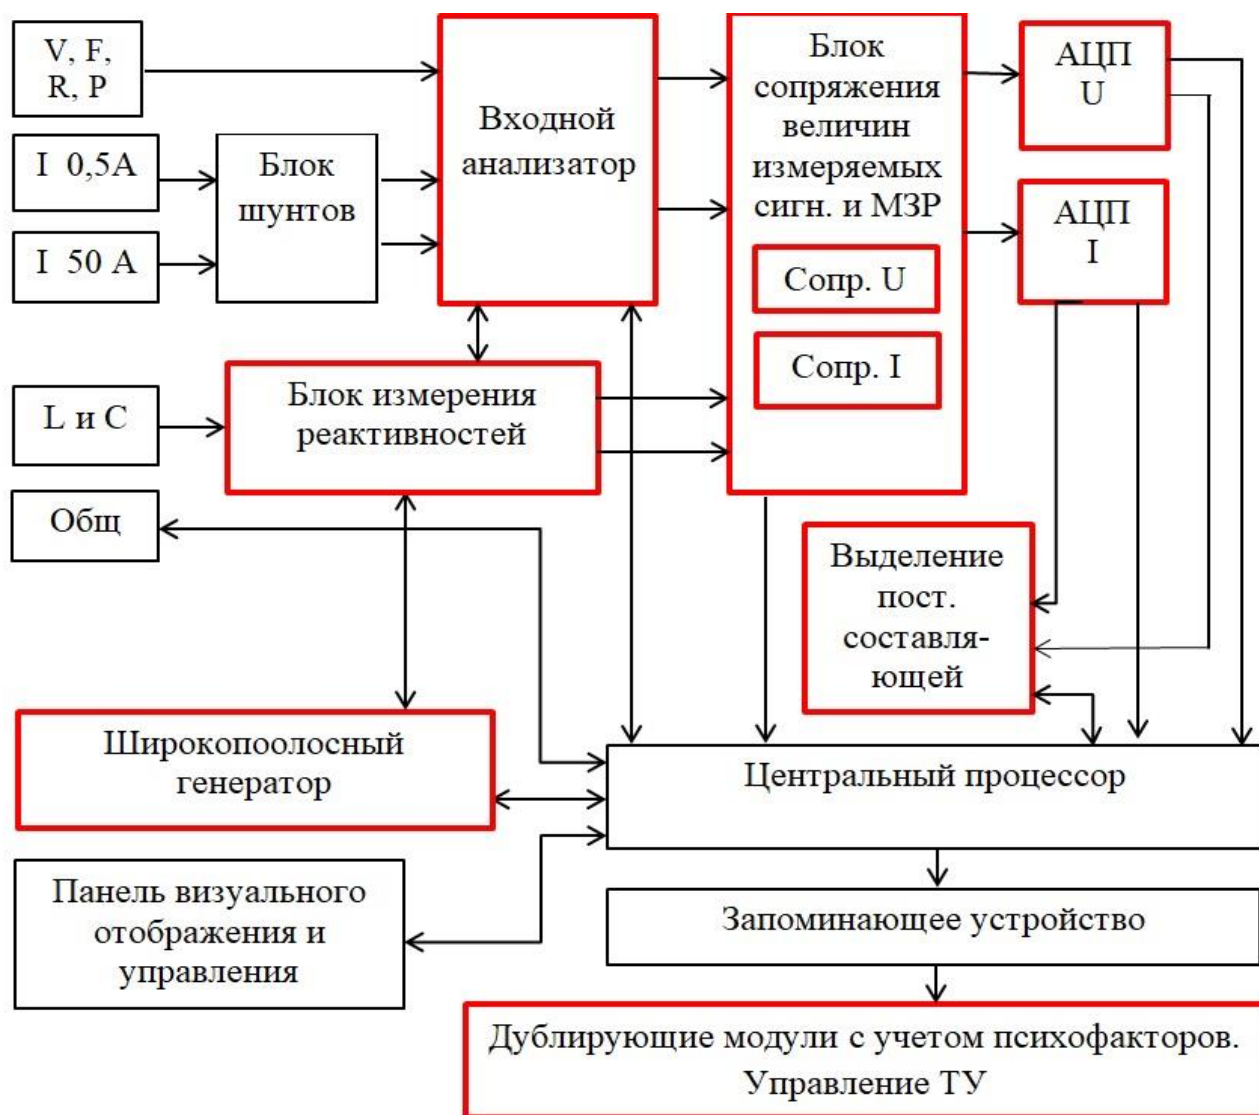 V, F,
R, P
I 0,5А
I 50 А
Блок
шунтов
Входной
анализатор
Блок
сопряжения
величин
измеряемых
сигн. и МЗР
Сопр. U
Сопр. I
АЦП
U
АЦП
I
L и C
Блок измерения
реактивностей
Общ
Выделение
пост.
составля-
ющей
Широкопоолосный
генератор
Центральный процессор
Панель визуального
отображения и
управления
Запоминающее устройство
Дублирующие модули с учетом психофакторов.
Управление ТУ